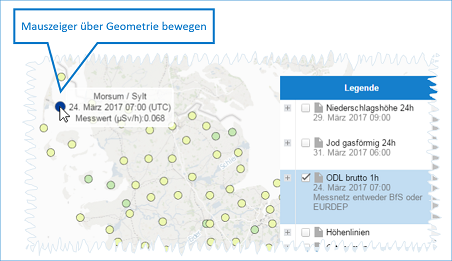 Mauszeiger über Geometrie bewegen
Morsum / Sylt
24. März 2017 07:00 (UTC)
Messwert (µSv/h):0.068
Legende
Niederschlagshöhe 24h
29. März 2017 09:00
Jod gasförmig 24h
31. März 2017 06:00
ODL brutto 1h
24. März 2017 07:00
Messnetz entweder BfS oder
EURDEP
Höhenlinien